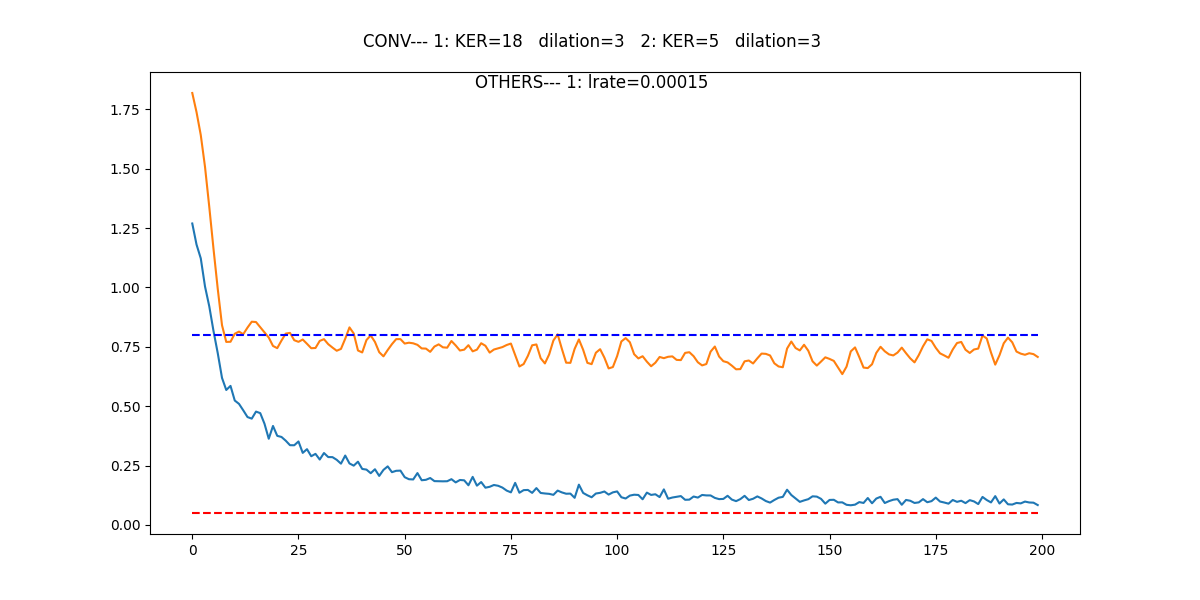 CONV--- 1: KER=18   dilation=3   2: KER=5   dilation=3
OTHERS--- 1: lrate=0.00015
1.75
1.50
1.25
1.00
0.75
0.50
0.25
0.00
0 25 50 75 100 125 150 175 200